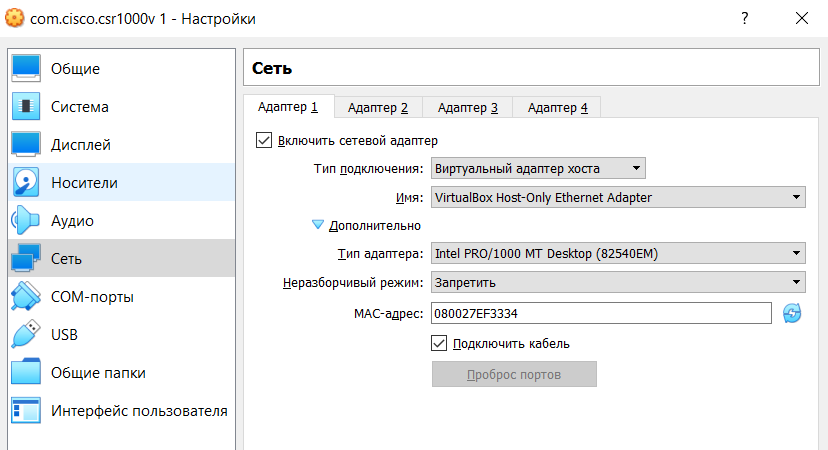 com.cisco.csr1000v 1 - Настройки
? 
Общие
Система
Дисплей
Носители
Аудио
Сеть
COM-порты
USB
Общие папки
Интерфейс пользователя
Сеть
Адаптер 1 Адаптер 2 Адаптер 3 Адаптер 4
Включить сетевой адаптер
Тип подключения: Виртуальный адаптер хоста
Имя: VirtualBox Host-Only Ethernet Adapter
Дополнительно
Тип адаптера: Intel PRO/1000 MT Desktop (82540EM)
Неразборчивый режим: Запретить
MAC-адрес: 080027EF3334
Подключить кабель
Проброс портов